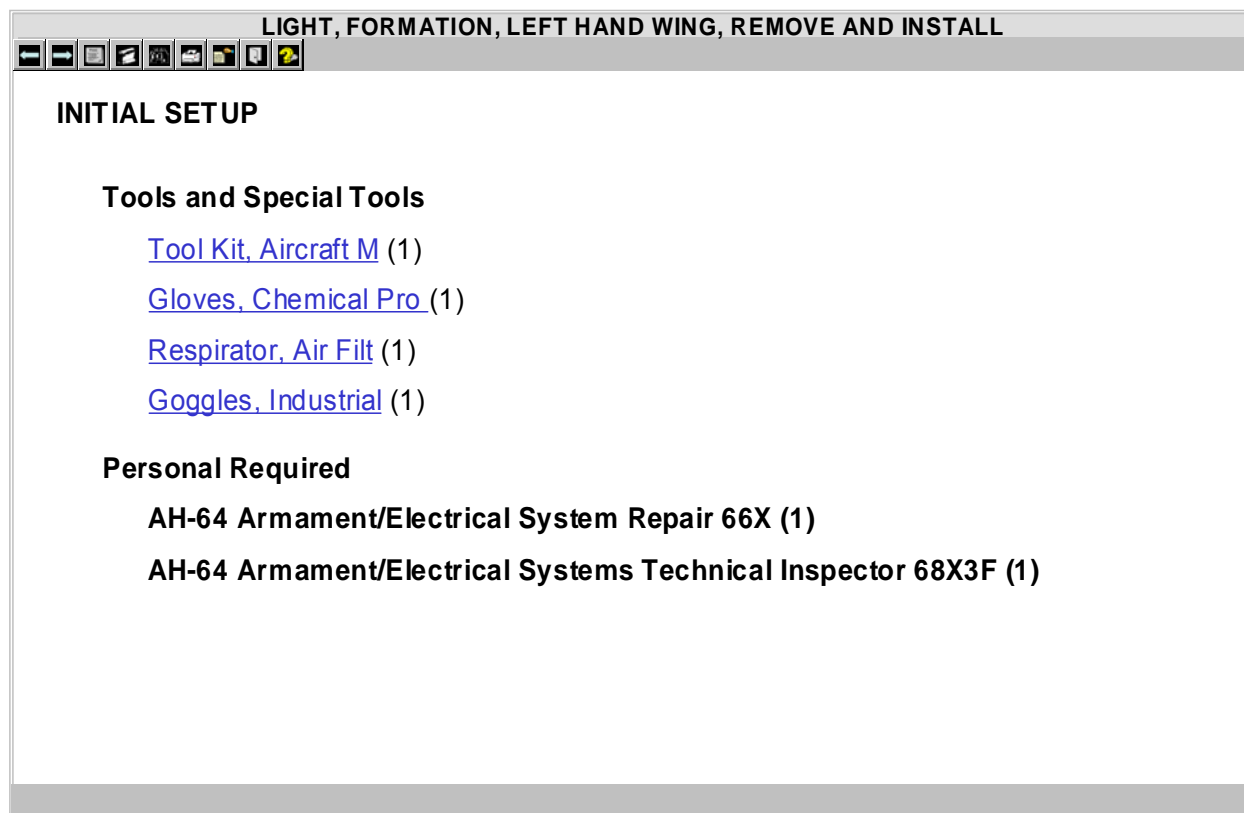 LIGHT, FORMATION, LEFT HAND WING, REMOVE AND INSTALL
INITIAL SETUP
Tools and Special Tools
Tool Kit, Aircraft M (1)
Gloves, Chemical Pro (1)
Respirator, Air Filt (1)
Goggles, Industrial (1)
Personal Required
AH-64 Armament/Electrical System Repair 66X (1)
AH-64 Armament/Electrical Systems Technical Inspector 68X3F (1)